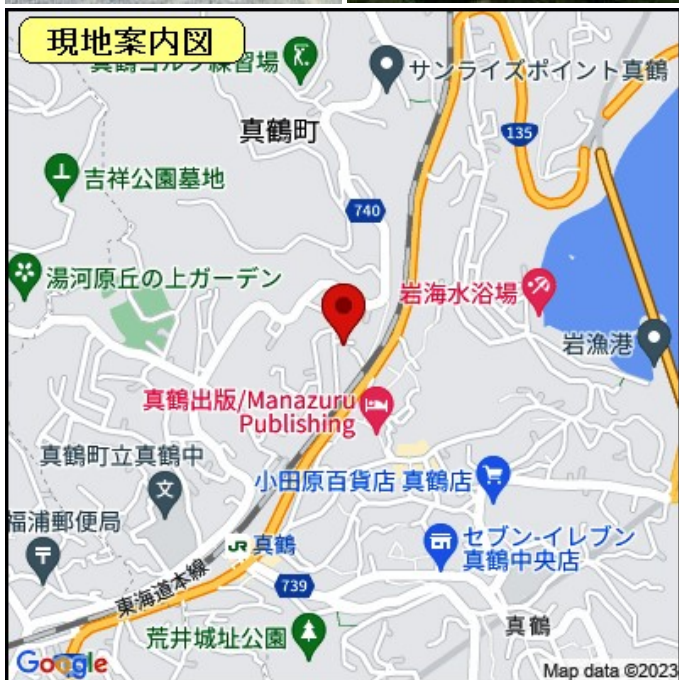 現地案内図
真鶴ゴルフ練習場
サンライズポイント真鶴
真鶴町
135
吉祥公園墓地
740
湯河原丘の上ガーデン
岩海水浴場
岩漁港
真鶴出版/Manazuru
Publishing
真鶴町立真鶴中
小田原百貨店 真鶴店
福浦郵便局
セブン-イレブン
真鶴中央店
JR 真鶴
東海道本線
739
真鶴
荒井城址公園
Google
Map data ©2023